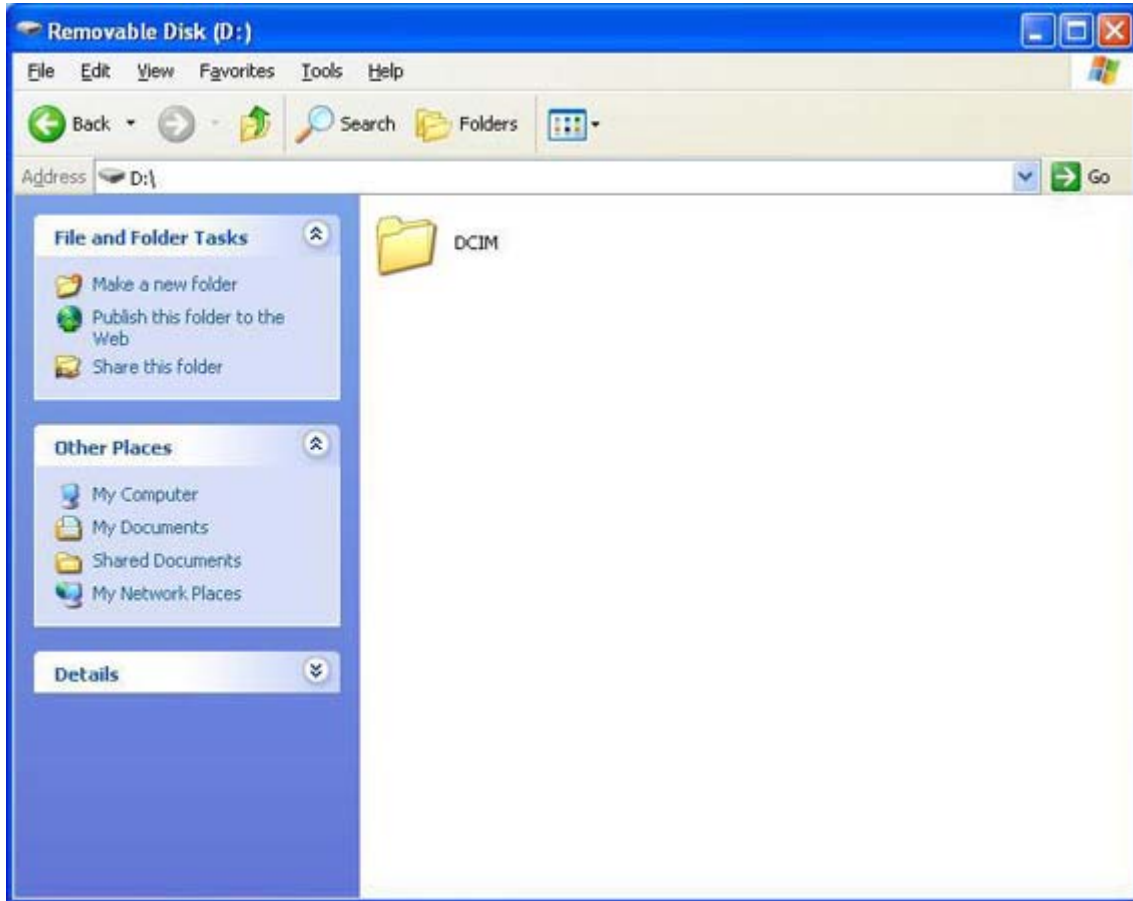 Removable Disk (D:)
File Edit View Favorites Tools Help
Back Search Folders
Address D:\ Go
File and Folder Tasks
Make a new folder
Publish this folder to the
Web
Share this folder
Other Places
My Computer
My Documents
Shared Documents
My Network Places
Details
DCIM